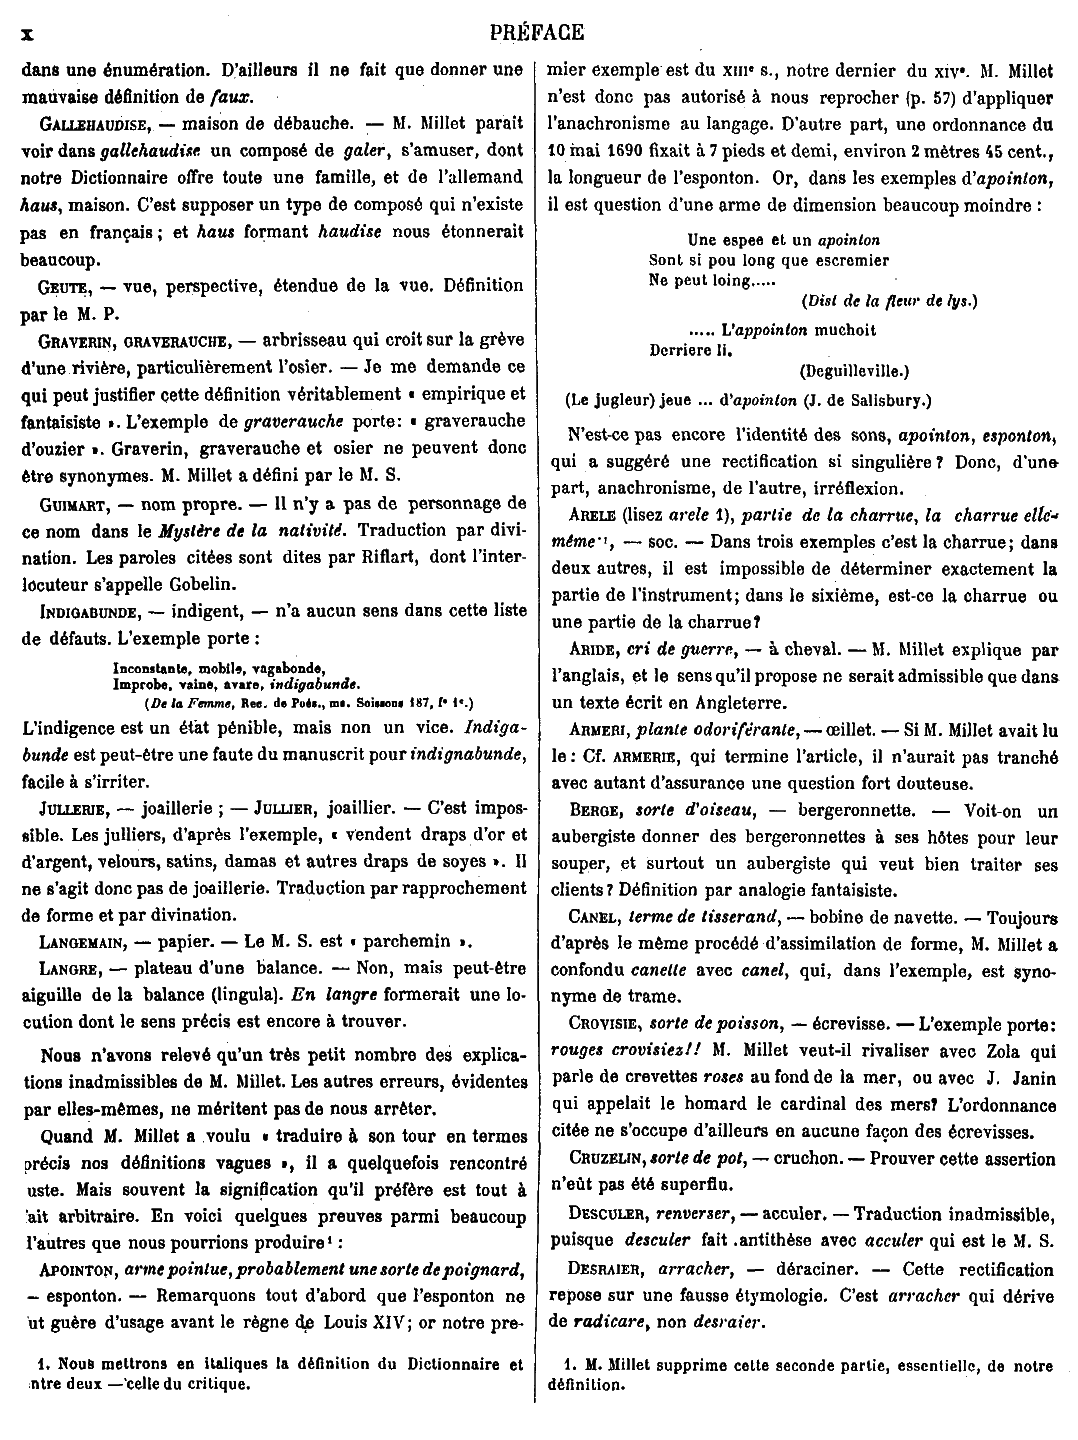 x
PRÉFACE
dans une énumération. D'ailleurs il ne fait que donner une
mauvaise définition de faux.
GALLEHAUDISE, — maison de débauche. — M. Millet parait
voir dans gallehaudise un composé de galer, s'amuser, dont
notre Dictionnaire offre toute une famille, et de l'allemand
haus, maison. C'est supposer un type de composé qui n'existe
pas en français ; et haus formant haudise nous étonnerait
beaucoup.
GEUTE, — vue, perspective, étendue de la vue. Définition
par le M. P.
GRAVERIN, GRAVERAUCHE, — arbrisseau qui croit sur la grève
d'une rivière, particulièrement l'osier. — Je me demande ce
qui peut justifier cette définition véritablement « empirique et
fantaisiste ». L'exemple de graverauche porte: « graverauche
d'ouzier ». Graverin, graverauche et osier ne peuvent donc
être synonymes. M. Millet a défini par le M. S.
GUIMART, — nom propre. — Il n'y a pas de personnage de
ce nom dans le Mystère de la nativité. Traduction par divi-
nation. Les paroles citées sont dites par Riflart, dont l'inter-
locuteur s'appelle Gobelin.
INDIGABUNDE, — indigent, — n'a aucun sens dans cette liste
de défauts. L'exemple porte :
Inconstante, mobile, vagabonde,
Improbe, vaine, avare, indigabunde.
(De la Femme, Rec. de Poés., ms. Soissons 187, f° 1°.)
L'indigence est un état pénible, mais non un vice. Indiga-
bunde est peut-être une faute du manuscrit pour indignabunde,
facile à s'irriter.
JULLERIE, — joaillerie ; — JULLIER, joaillier. — C'est impos-
sible. Les julliers, d'après l'exemple, « vendent draps d'or et
d'argent, velours, satins, damas et autres draps de soyes ». Il
ne s'agit donc pas de joaillerie. Traduction par rapprochement
de forme et par divination.
LANGEMAIN, — papier. — Le M. S. est « parchemin ».
LANGRE, — plateau d'une balance. — Non, mais peut-être
aiguille de la balance (lingula). En langre formerait une lo-
cution dont le sens précis est encore à trouver.
Nous n'avons relevé qu'un très petit nombre des explica-
tions inadmissibles de M. Millet. Les autres erreurs, évidentes
par elles-mêmes, ne méritent pas de nous arrêter.
Quand M. Millet a voulu « traduire à son tour en termes
précis nos définitions vagues », il a quelquefois rencontré
uste. Mais souvent la signification qu'il préfère est tout à
'ait arbitraire. En voici quelques preuves parmi beaucoup
l'autres que nous pourrions produire¹ :
APOINTON, arme pointue, probablement une sorte de poignard,
— esponton. — Remarquons tout d'abord que l'esponton ne
'ut guère d'usage avant le règne de Louis XIV; or notre pre-
1. Nous mettrons en italiques la définition du Dictionnaire et
ntre deux — celle du critique.
mier exemple est du XIIIe s., notre dernier du XIVe. M. Millet
n'est donc pas autorisé à nous reprocher (p. 57) d'appliquer
l'anachronisme au langage. D'autre part, une ordonnance du
10 mai 1690 fixait à 7 pieds et demi, environ 2 mètres 45 cent.,
la longueur de l'esponton. Or, dans les exemples d'apointon,
il est question d'une arme de dimension beaucoup moindre :
Une espee et un apointon
Sont si pou long que escremier
Ne peut loing.....
(Dist de la fleur de lys.)
..... L'appointon muchoit
Derriere li.
(Deguilleville.)
(Le jugleur) jeue ... d'apointon (J. de Salisbury.)
N'est-ce pas encore l'identité des sons, apointon, esponton,
qui a suggéré une rectification si singulière ? Donc, d'une
part, anachronisme, de l'autre, irréflexion.
ARELE (lisez arele 1), partie de la charrue, la charrue elle-
même¹, — soc. — Dans trois exemples c'est la charrue; dans
deux autres, il est impossible de déterminer exactement la
partie de l'instrument; dans le sixième, est-ce la charrue ou
une partie de la charrue ?
ARIDE, cri de guerre, — à cheval. — M. Millet explique par
l'anglais, et le sens qu'il propose ne serait admissible que dans
un texte écrit en Angleterre.
ARMERI, plante odoriférante, — œillet. — Si M. Millet avait lu
le : Cf. ARMERIE, qui termine l'article, il n'aurait pas tranché
avec autant d'assurance une question fort douteuse.
BERGE, sorte d'oiseau, — bergeronnette. — Voit-on un
aubergiste donner des bergeronnettes à ses hôtes pour leur
souper, et surtout un aubergiste qui veut bien traiter ses
clients ? Définition par analogie fantaisiste.
CANEL, terme de tisserand, — bobine de navette. — Toujours
d'après le même procédé d'assimilation de forme, M. Millet a
confondu canette avec canel, qui, dans l'exemple, est syno-
nyme de trame.
CROVISIE, sorte de poisson, — écrevisse. — L'exemple porte:
rouges crovisiez!! M. Millet veut-il rivaliser avec Zola qui
parle de crevettes roses au fond de la mer, ou avec J. Janin
qui appelait le homard le cardinal des mers? L'ordonnance
citée ne s'occupe d'ailleurs en aucune façon des écrevisses.
CRUZELIN, sorte de pot, — cruchon. — Prouver cette assertion
n'eût pas été superflu.
DESCULER, renverser, — acculer. — Traduction inadmissible,
puisque desculer fait antithèse avec acculer qui est le M. S.
DESRAIER, arracher, — déraciner. — Cette rectification
repose sur une fausse étymologie. C'est arracher qui dérive
de radicare, non desraier.
1. M. Millet supprime cette seconde partie, essentielle, de notre
définition.